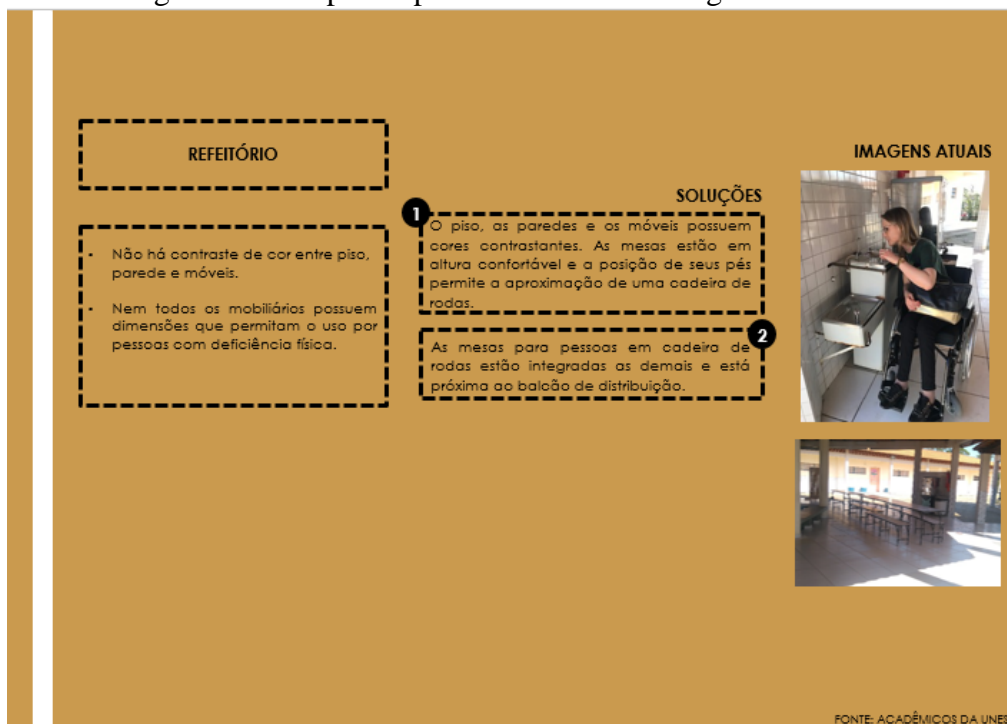 REFEITÓRIO
• Não há contraste de cor entre piso,
parede e móveis.
• Nem todos os mobiliários possuem
dimensões que permitam o uso por
pessoas com deficiência física.
SOLUÇÕES
1
O piso, as paredes e os móveis possuem
cores contrastantes. As mesas estão em
altura confortável e a posição de seus pés
permite a aproximação de uma cadeira de
rodas.
2
As mesas para pessoas em cadeira de
rodas estão integradas as demais e está
próxima ao balcão de distribuição.
IMAGENS ATUAIS
FONTE: ACADÊMICOS DA